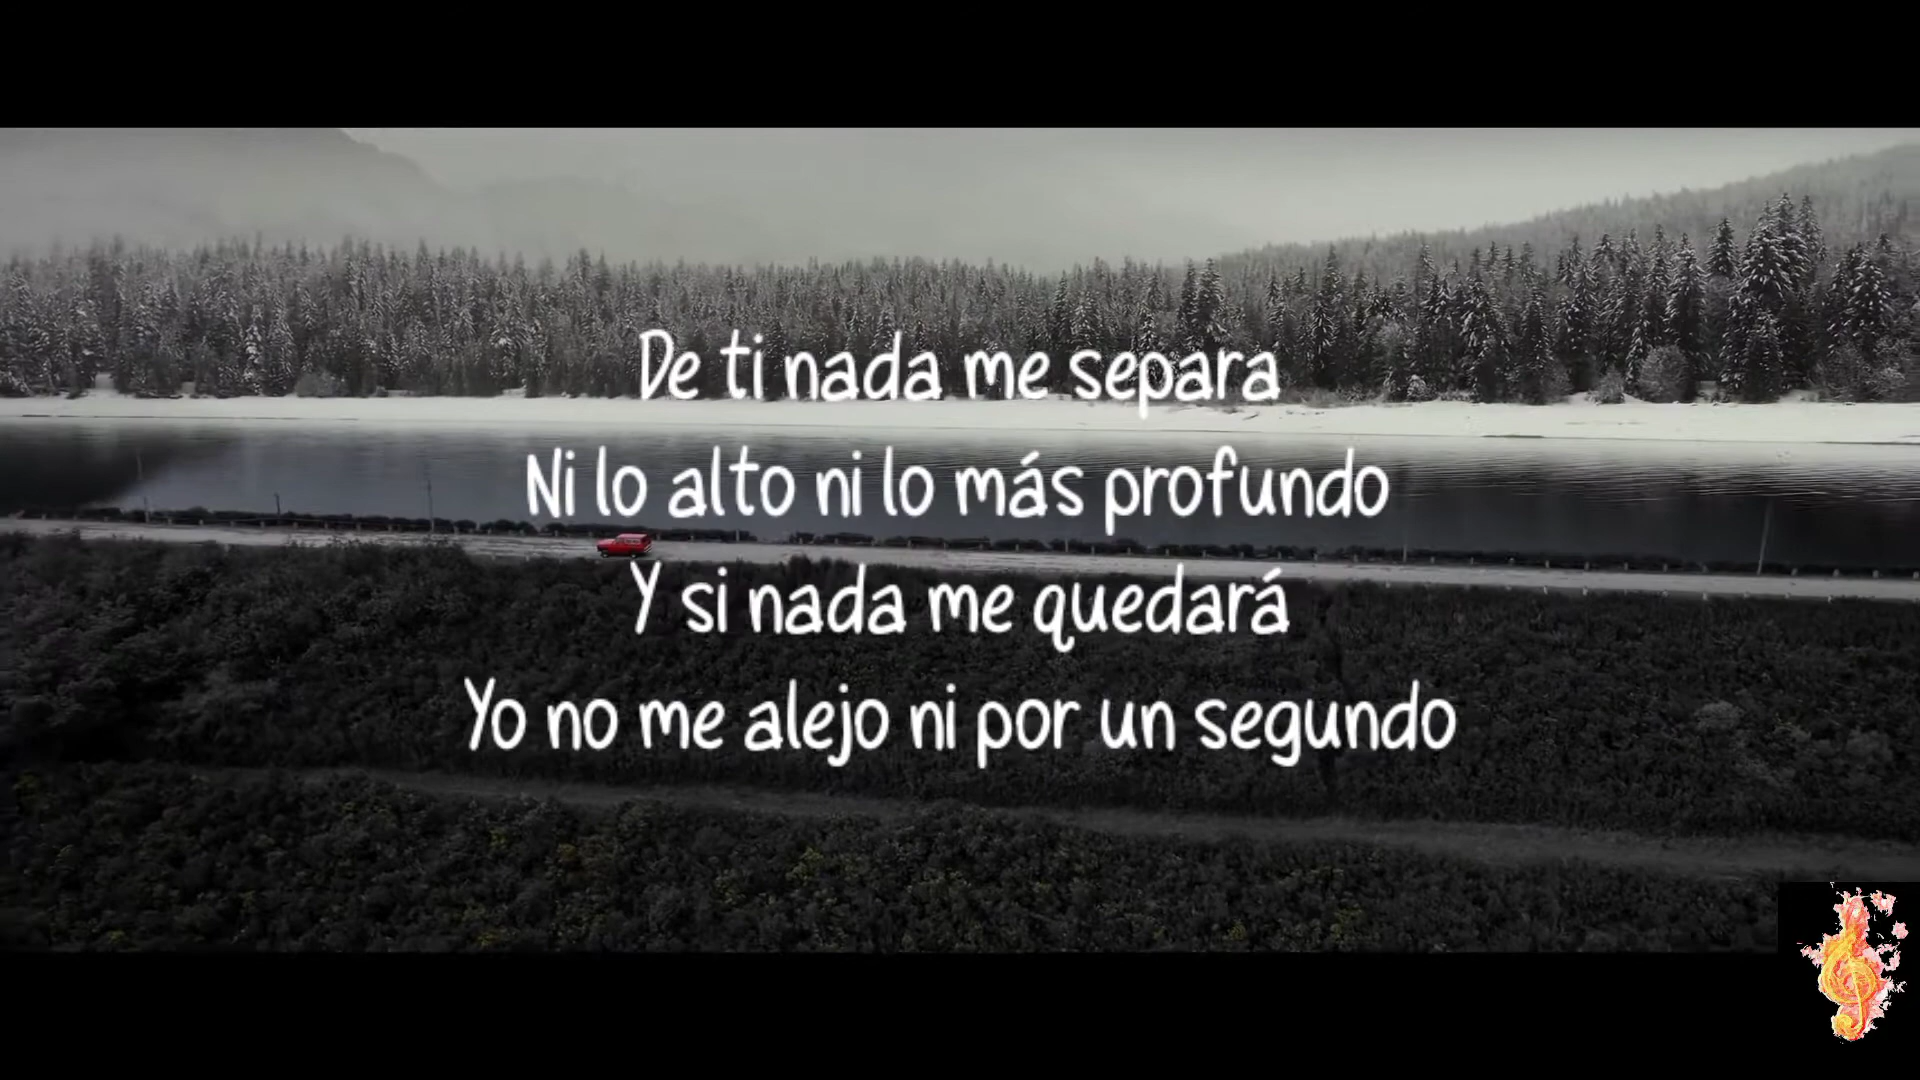 De ti nada me separa
Ni lo alto ni lo más profundo
Y si nada me quedará
Yo no me alejo ni por un segundo